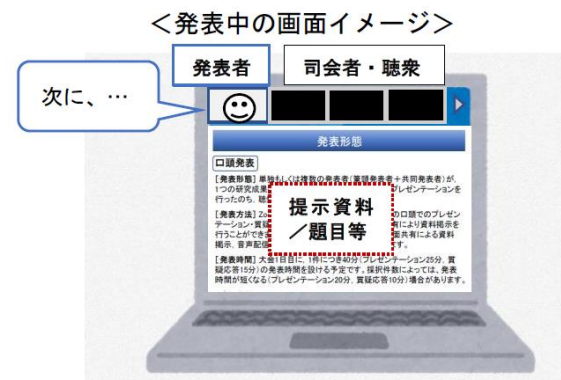 ＜発表中の画面イメージ＞
発表者
司会者・聴衆
次に、…
発表形態
口頭発表
［発表形態］単独もしくは複数の発表者（筆頭発表者＋共同発表者）が、
1つの研究成果 プレゼンテーションを
行ったのち、聴
提示資料
／題目等
［発表方法］Zo の口頭でのプレゼン
テーション・質疑 有により資料掲示を
行うことができま 面共有による資料
掲示、音声配信 す。
［発表時間］大会1日目に、1件につき40分（プレゼンテーション25分、質
疑応答15分）の発表時間を設ける予定です。採択件数によっては、発表
時間が短くなる（プレゼンテーション20分、質疑応答10分）場合があります。